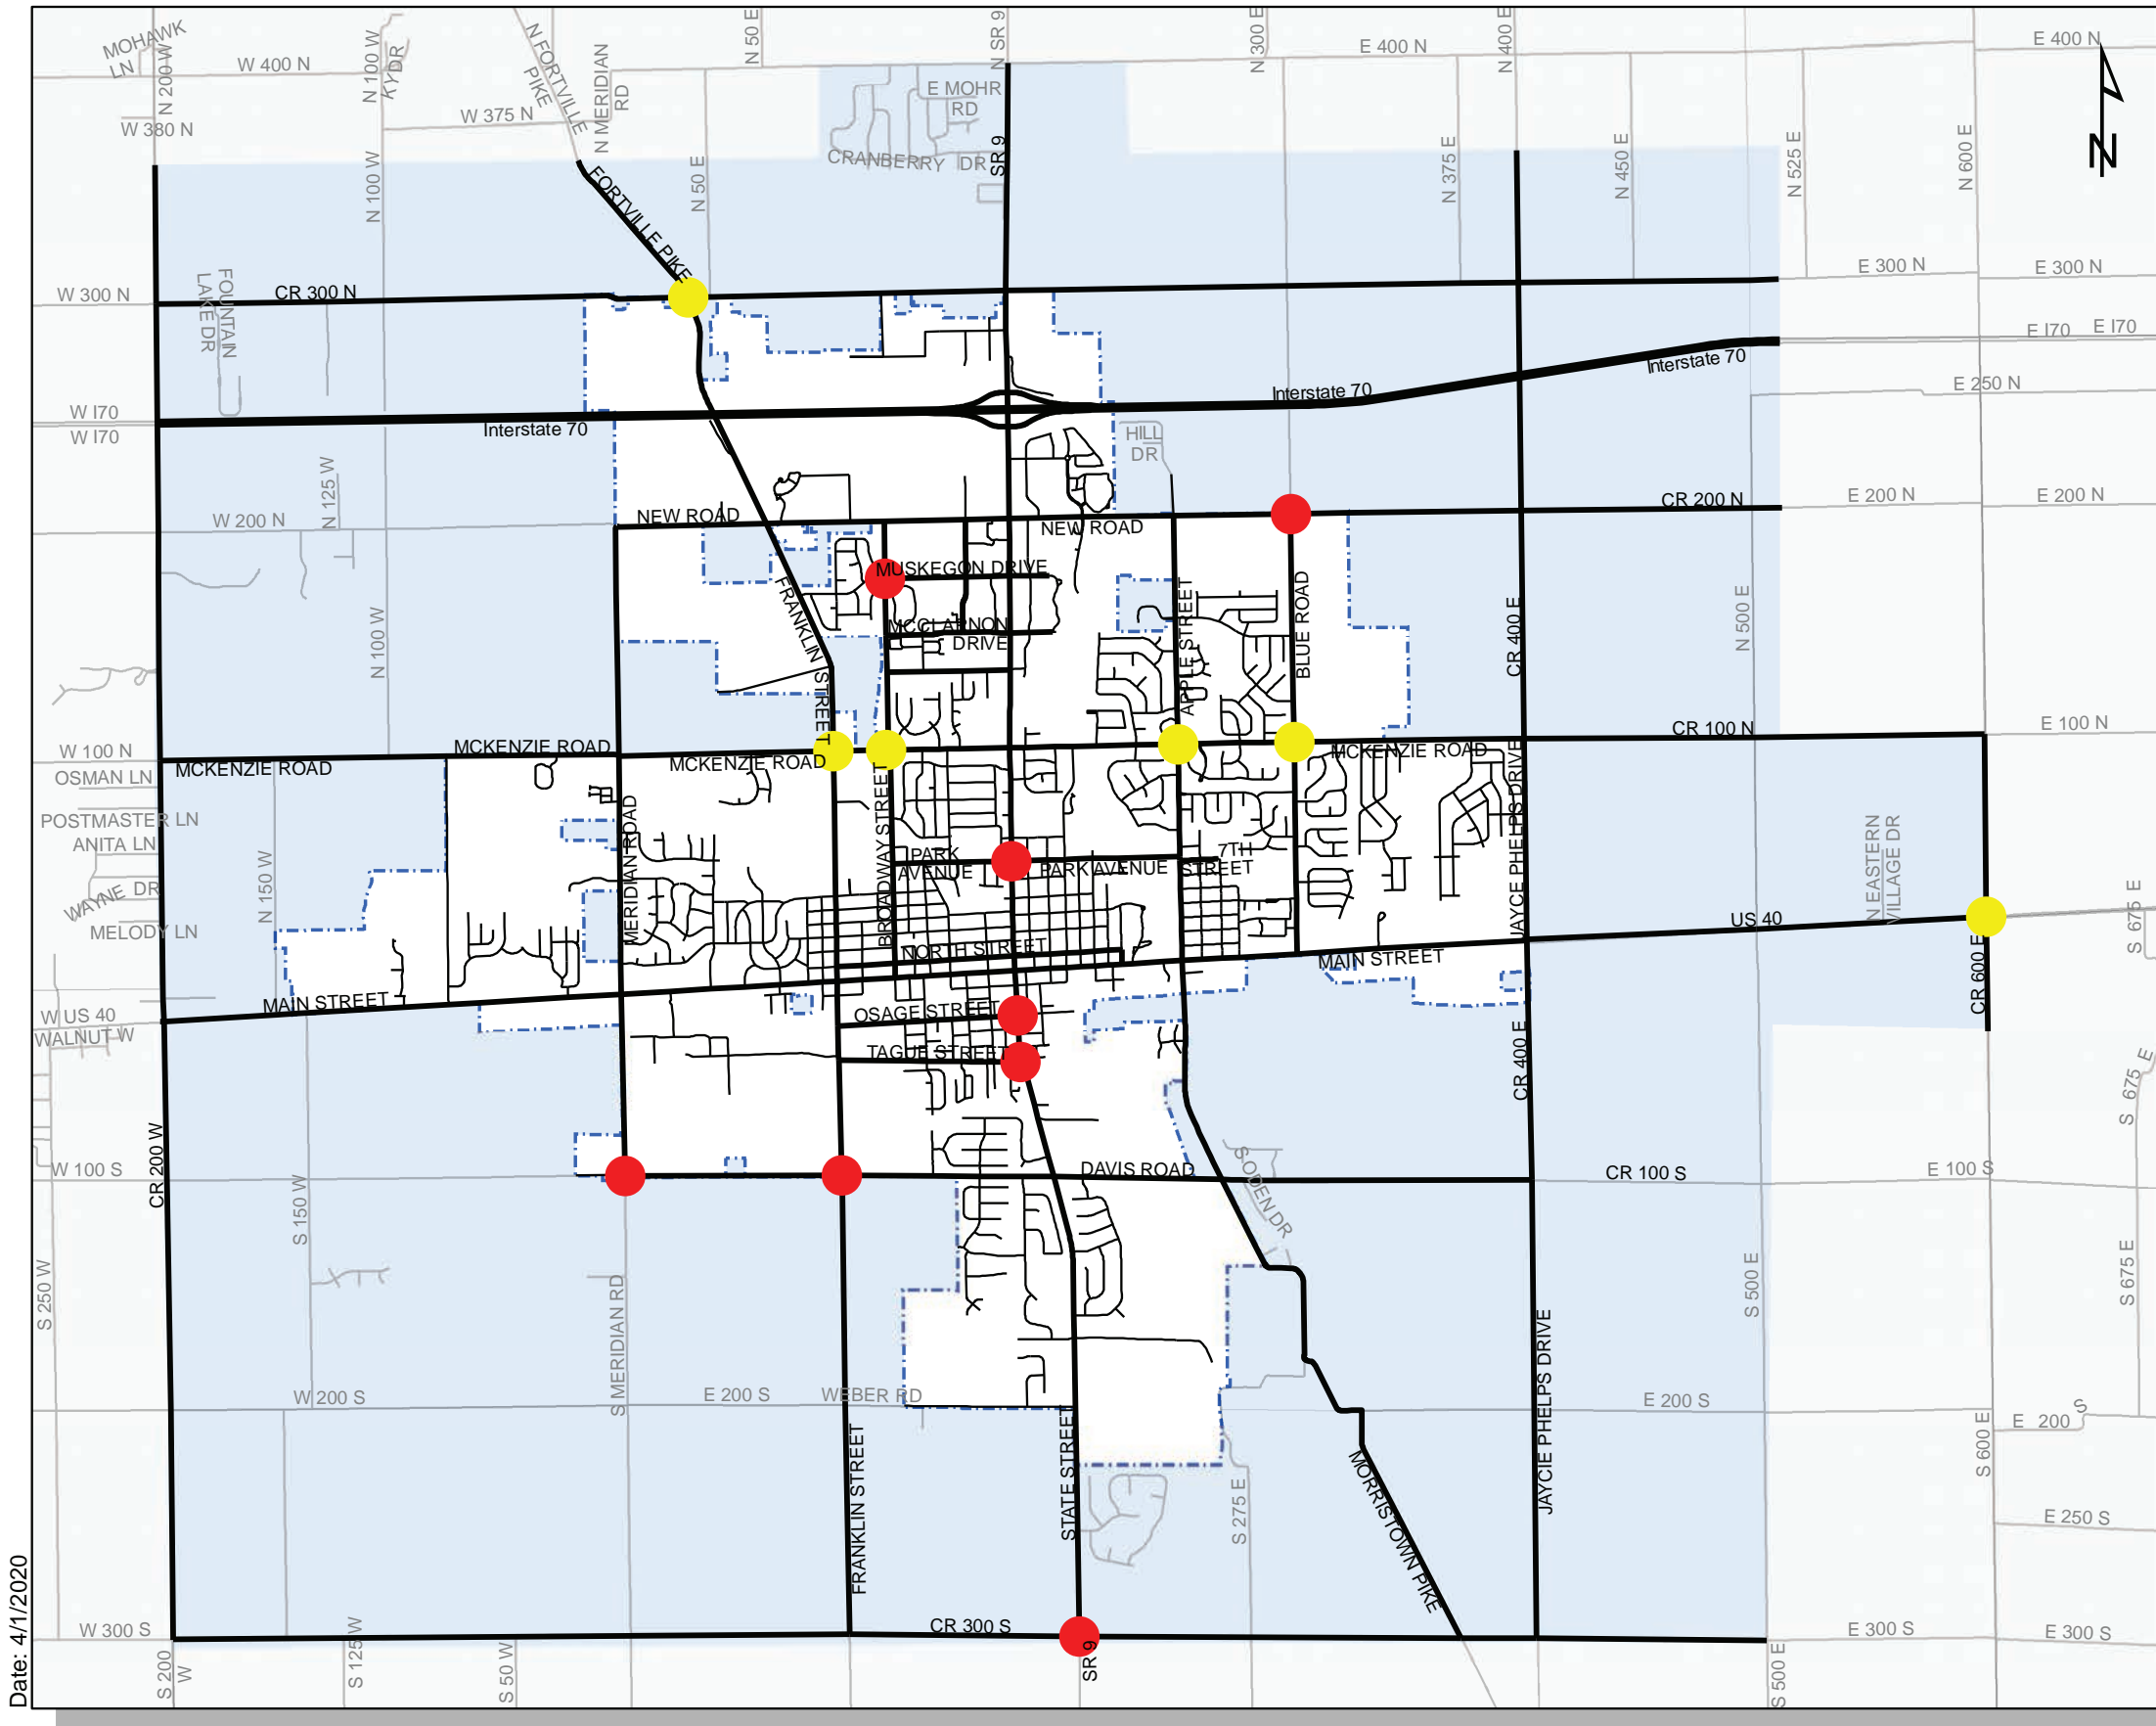 MOHAWK
LN
N 200 W
W 400 N
N 100 W
KYDR
N FORTVILLE
PIKE
N MERIDIAN
RD
N 50 E
N SR 9
N 300 E
E 400 N
N 400 E
E 400 N
W 380 N
W 375 N
E MOHR
RD
CRANBERRY DR
SR 9
N 100 W
N 50 E
N 375 E
N 450 E
N 525 E
N 600 E
N
FORTVILLE PIKE
W 300 N
CR 300 N
FOUNTAIN
LAKE DR
E 300 N
E 300 N
E I70
E I70
Interstate 70
Interstate 70
E 250 N
W I70
W I70
Interstate 70
HILL
DR
N 125 W
W 200 N
NEW ROAD
NEW ROAD
CR 200 N
E 200 N
E 200 N
MUSKEGON DRIVE
FRANKLIN
STREET
MCCLARNON
DRIVE
APPLE STREET
BLUE ROAD
CR 400 E
N 500 E
N 100 W
W 100 N
MCKENZIE ROAD
MCKENZIE ROAD
MCKENZIE ROAD
MCKENZIE ROAD
CR 100 N
E 100 N
OSMAN LN
POSTMASTER LN
ANITA LN
WAYNE DR
MELODY LN
N 150 W
MERIDIAN ROAD
BROADWAY STREET
PARK
AVENUE
PARK AVENUE
7TH
STREET
JAYCE PHELPS DRIVE
N EASTERN
VILLAGE DR
US 40
S 675 E
NORTH STREET
MAIN STREET
MAIN STREET
W US 40
WALNUT W
OSAGE STREET
TAGUE STREET
CR 400 E
CR 600 E
S 675 E
CR 200 W
W 100 S
S 150 W
DAVIS ROAD
SODEN DR
CR 100 S
E 100 S
S 250 W
S MERIDIAN RD
S 500 E
S 675 E
W 200 S
E 200 S
WEBER RD
E 200 S
E 200 S
JAYCIE PHELPS DRIVE
FRANKLIN STREET
STATE STREET
S 275 E
MORRISTOWN PIKE
S 600 E
E 250 S
W 300 S
CR 300 S
E 300 S
E 300 S
S 200
W
S 125 W
S 50 W
SR 9
S 500 E
Date: 4/1/2020